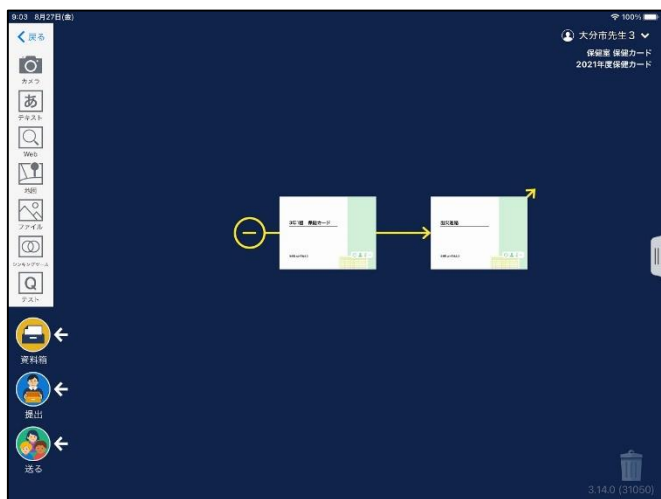 9:03 8月27日(金)
100%
戻る
大分市先生3
保健室 保健カード
2021年度保健カード
カメラ
テキスト
Web
地図
ファイル
シンキングツール
Q
テスト
資料箱
提出
送る
3.14.0 (31050)